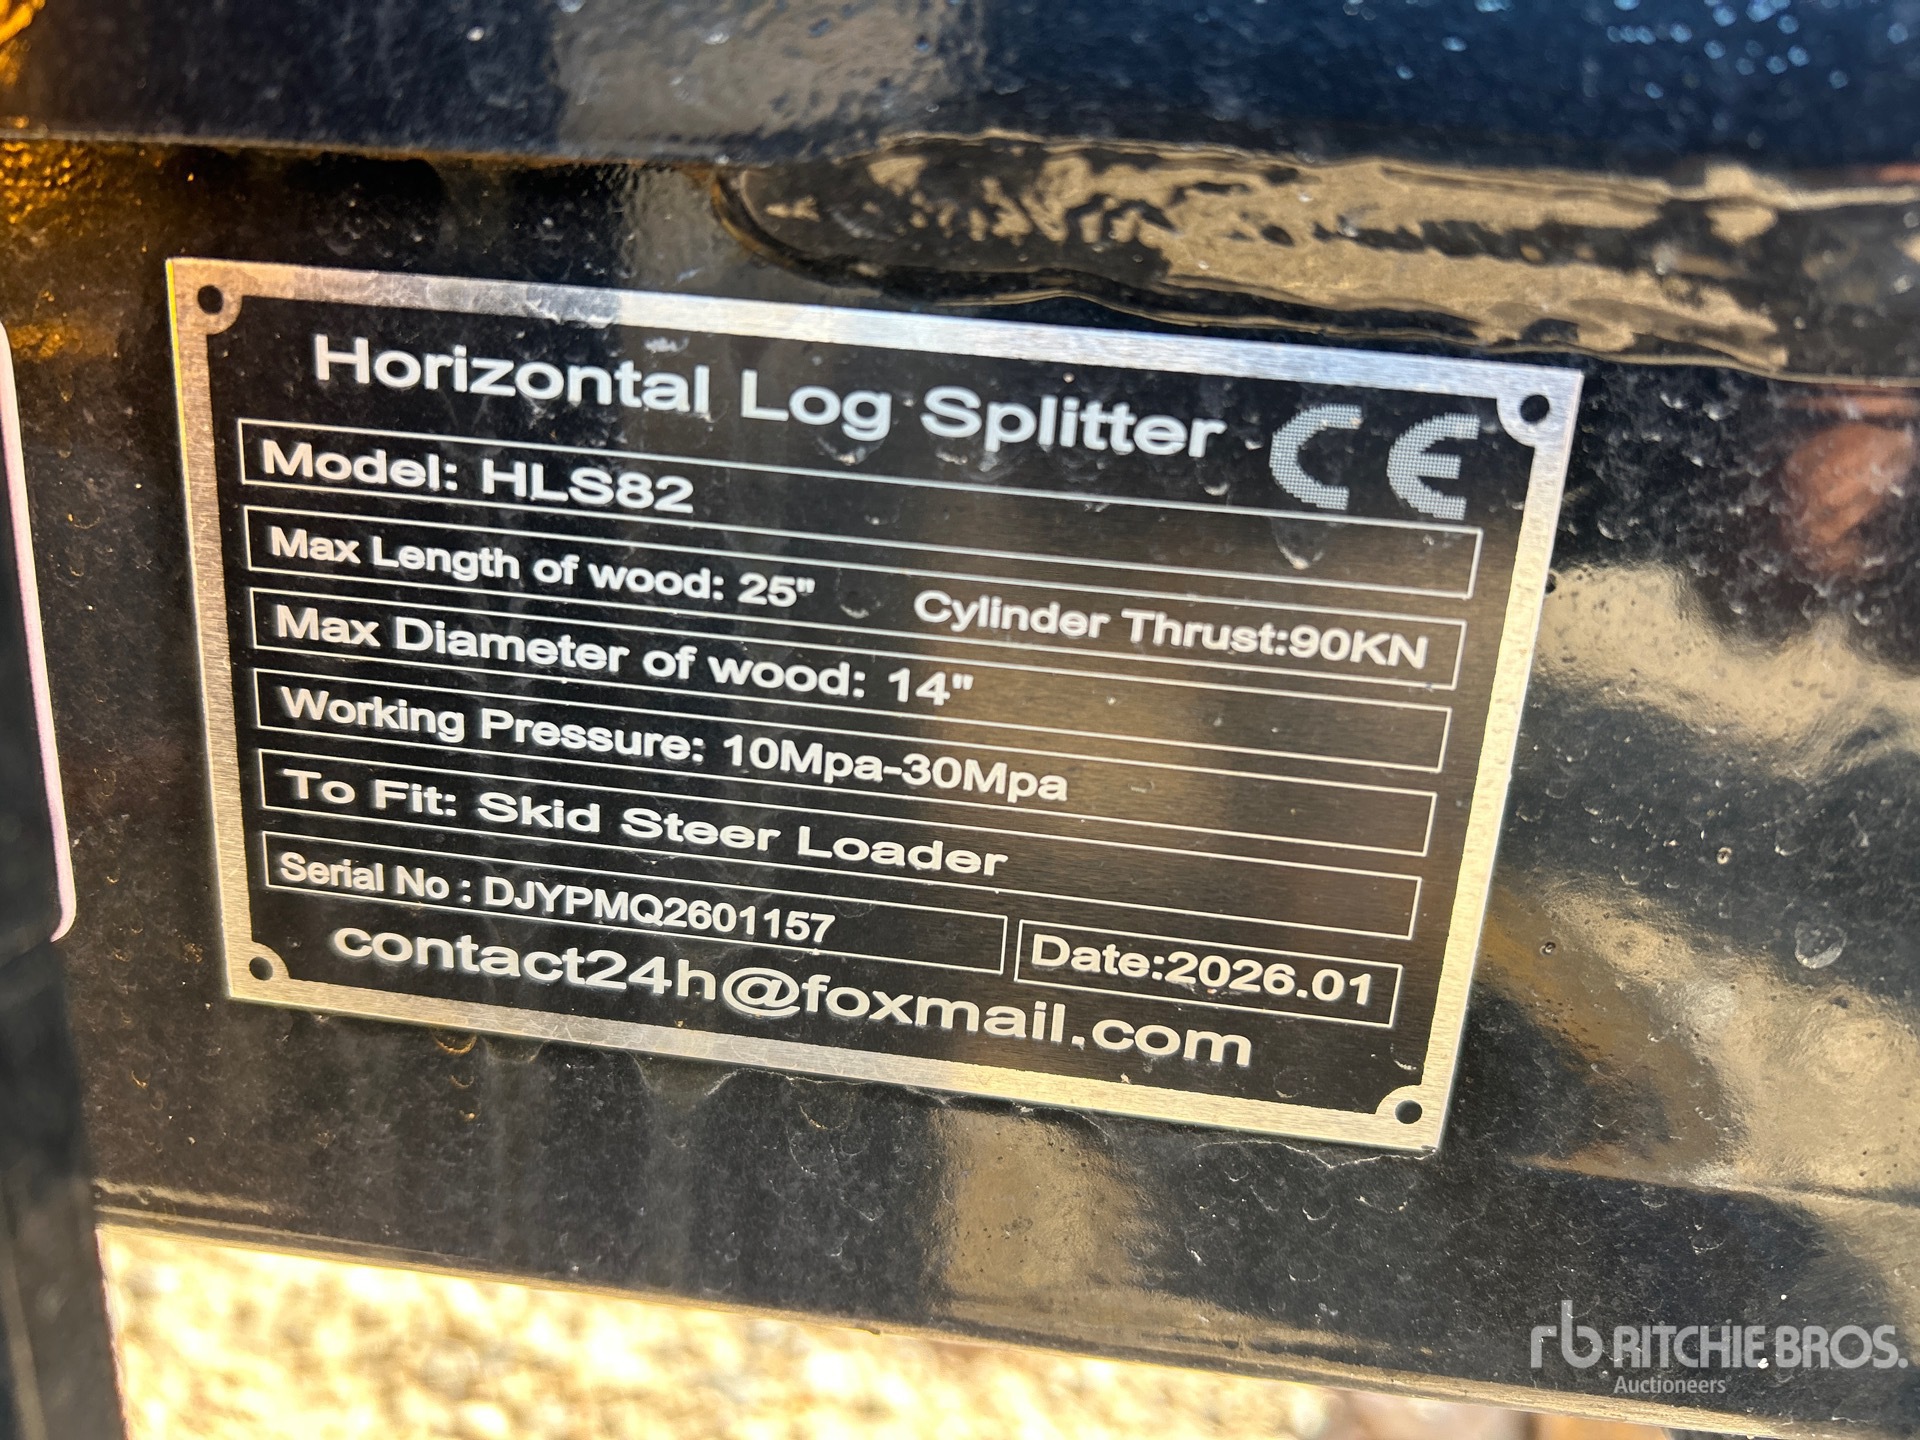 Horizontal Log Splitter CE
Model: HLS82
Max Length of wood: 25" Cylinder Thrust:90KN
Max Diameter of wood: 14"
Working Pressure: 10Mpa-30Mpa
To Fit: Skid Steer Loader
Serial No : DJYPMQ2601157 Date:2026.01
contact24h@foxmail.com
rb RITCHIE BROS.
Auctioneers